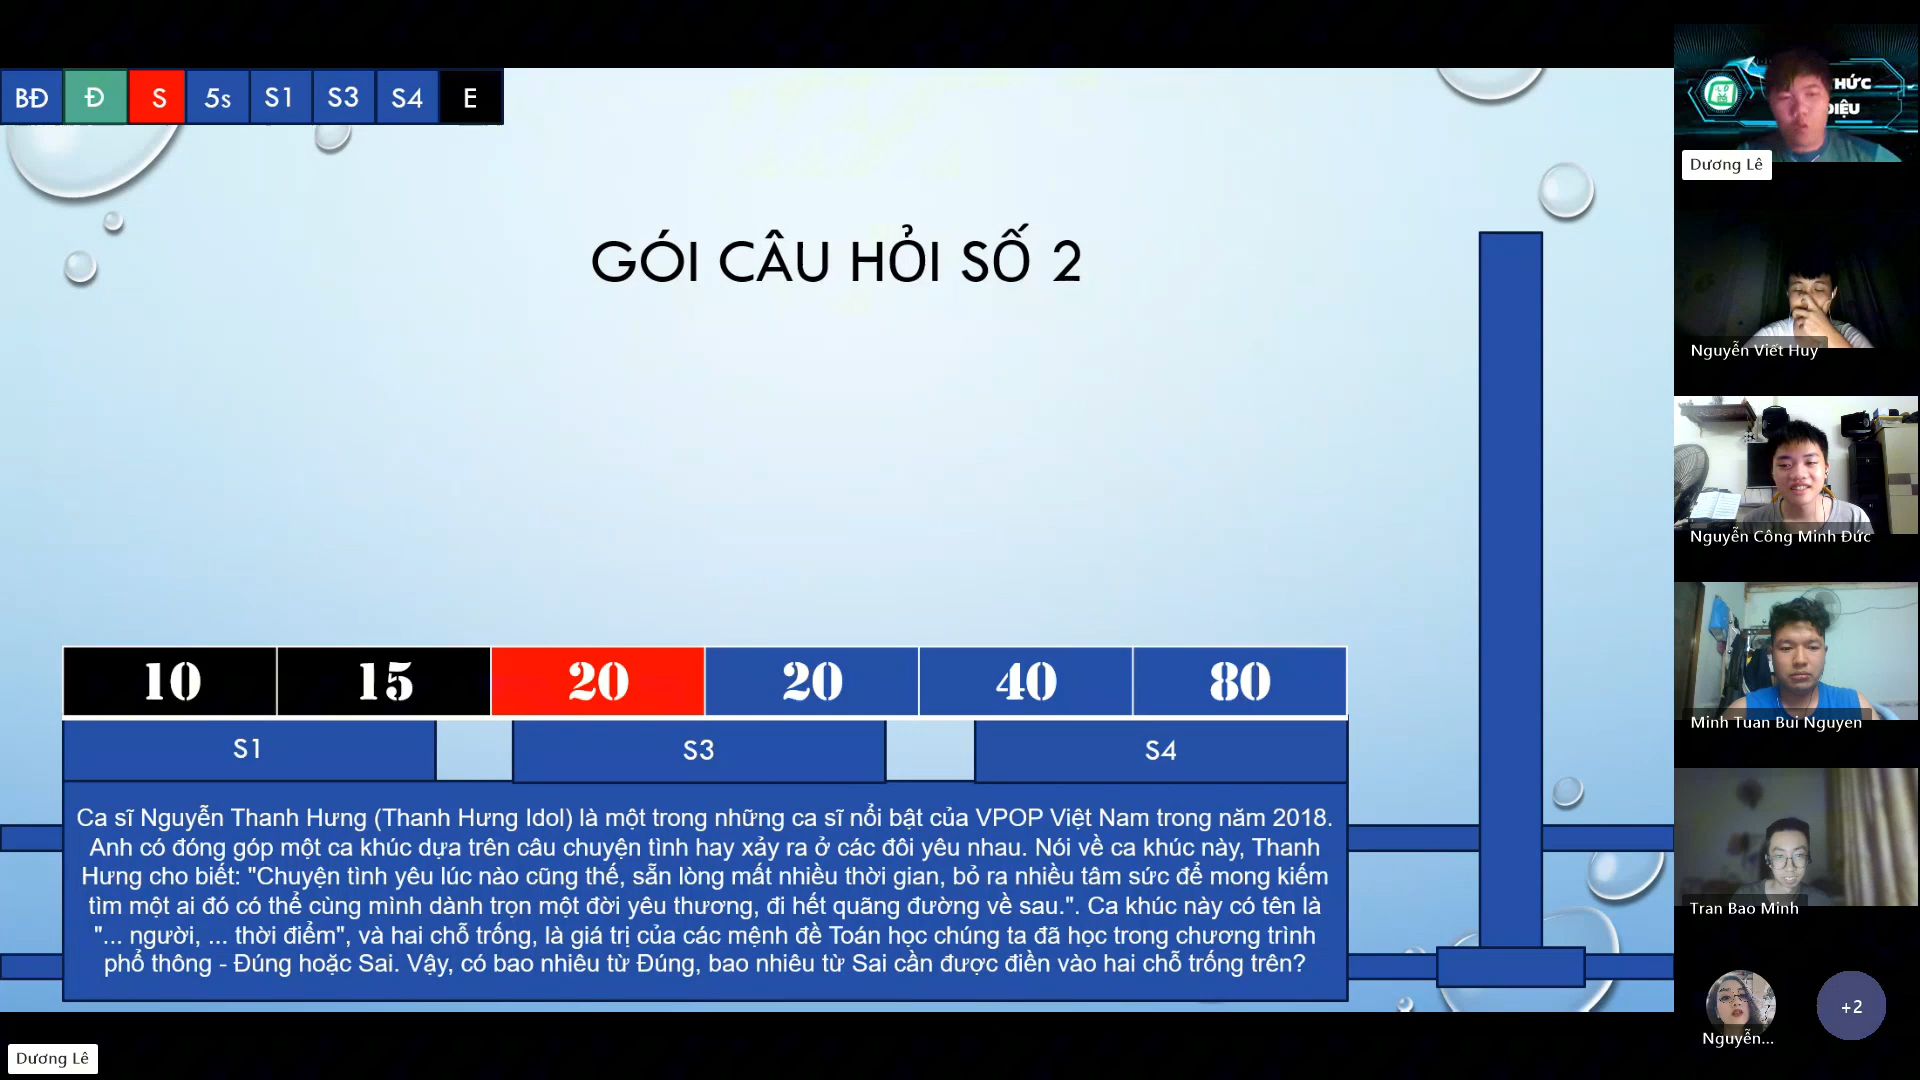 BĐ Đ S 5s S1 S3 S4 E
GÓI CÂU HỎI SỐ 2
10 15 20 20 40 80
S1 S3 S4
Ca sĩ Nguyễn Thanh Hưng (Thanh Hưng Idol) là một trong những ca sĩ nổi bật của VPOP Việt Nam trong năm 2018.
Anh có đóng góp một ca khúc dựa trên câu chuyện tình hay xảy ra ở các đôi yêu nhau. Nói về ca khúc này, Thanh
Hưng cho biết: "Chuyện tình yêu lúc nào cũng thế, sẵn lòng mất nhiều thời gian, bỏ ra nhiều tâm sức để mong kiếm
tìm một ai đó có thể cùng mình dành trọn một đời yêu thương, đi hết quãng đường về sau.". Ca khúc này có tên là
"... người, ... thời điểm", và hai chỗ trống, là giá trị của các mệnh đề Toán học chúng ta đã học trong chương trình
phổ thông - Đúng hoặc Sai. Vậy, có bao nhiêu từ Đúng, bao nhiêu từ Sai cần được điền vào hai chỗ trống trên?
Dương Lê
HỨC
DIỆU
Dương Lê
Nguyễn Viết Huy
Nguyễn Công Minh Đức
Minh Tuan Bui Nguyen
Tran Bao Minh
Nguyễn...
+2